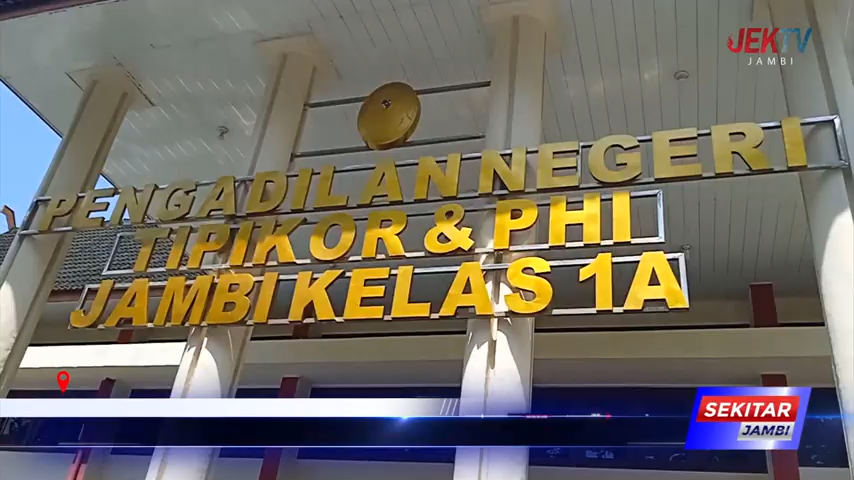 JEKTV
JAMBI
PENGADILAN NEGERI
TIPIKOR & PHI
JAMBI KELAS 1A
SEKITAR
JAMBI